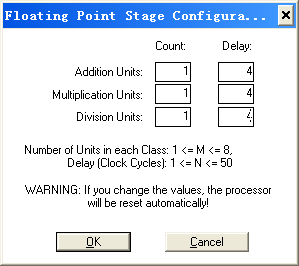 Floating Point Stage Configura...
Count: Delay:
Addition Units: 1 4
Multiplication Units: 1 4
Division Units: 1 4
Number of Units in each Class: 1 <= M <= 8,
Delay (Clock Cycles): 1 <= N <= 50
WARNING: If you change the values, the processor
will be reset automatically!
OK Cancel